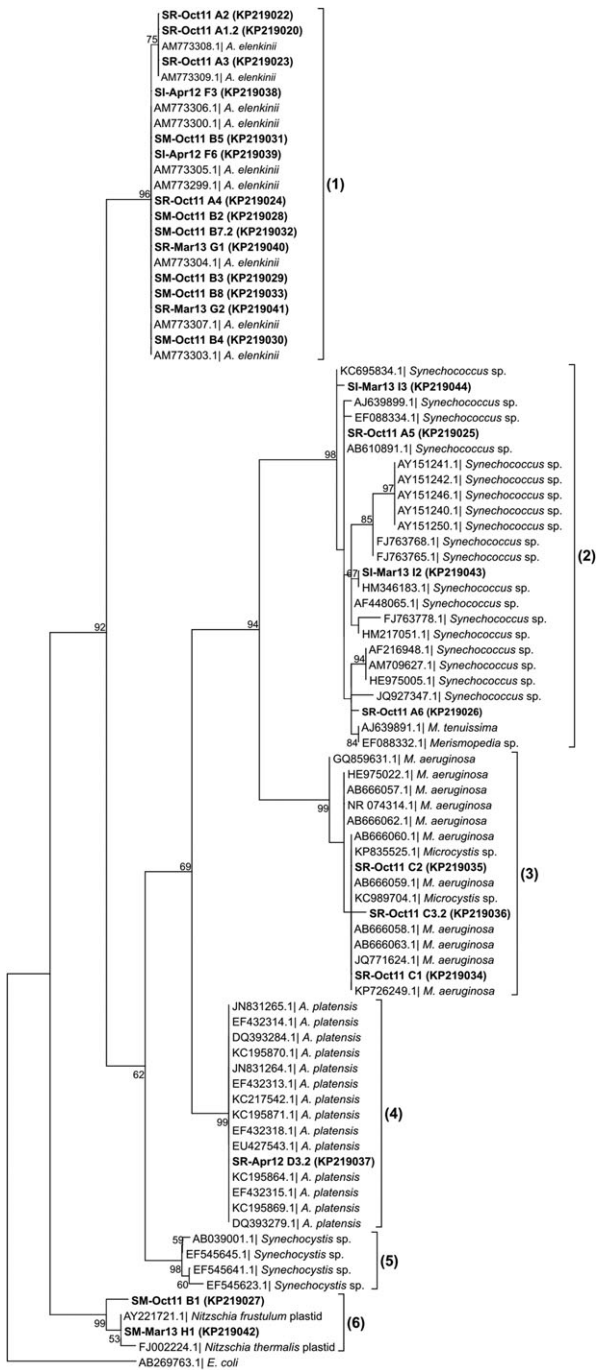 SR-Oct11 A2 (KP219022)
75
SR-Oct11 A1.2 (KP219020)
AM773308.1| A. elenkinii
SR-Oct11 A3 (KP219023)
AM773309.1| A. elenkinii
SI-Apr12 F3 (KP219038)
AM773306.1| A. elenkinii
AM773300.1| A. elenkinii
SM-Oct11 B5 (KP219031)
SI-Apr12 F6 (KP219039)
AM773305.1| A. elenkinii
(1)
AM773299.1| A. elenkinii
96
SR-Oct11 A4 (KP219024)
SM-Oct11 B2 (KP219028)
SM-Oct11 B7.2 (KP219032)
SR-Mar13 G1 (KP219040)
AM773304.1| A. elenkinii
SM-Oct11 B3 (KP219029)
SM-Oct11 B8 (KP219033)
SR-Mar13 G2 (KP219041)
AM773307.1| A. elenkinii
SM-Oct11 B4 (KP219030)
AM773303.1| A. elenkinii
KC695834.1| Synechococcus sp.
SI-Mar13 I3 (KP219044)
AJ639899.1| Synechococcus sp.
EF088334.1| Synechococcus sp.
SR-Oct11 A5 (KP219025)
AB610891.1| Synechococcus sp.
98
AY151241.1| Synechococcus sp.
AY151242.1| Synechococcus sp.
97
AY151246.1| Synechococcus sp.
AY151240.1| Synechococcus sp.
85
AY151250.1| Synechococcus sp.
FJ763768.1| Synechococcus sp.
FJ763765.1| Synechococcus sp.
(2)
67
SI-Mar13 I2 (KP219043)
HM346183.1| Synechococcus sp.
AF448065.1| Synechococcus sp.
FJ763778.1| Synechococcus sp.
94
92
HM217051.1| Synechococcus sp.
AF216948.1| Synechococcus sp.
94
AM709627.1| Synechococcus sp.
HE975005.1| Synechococcus sp.
JQ927347.1| Synechococcus sp.
SR-Oct11 A6 (KP219026)
AJ639891.1| M. tenuissima
84
EF088332.1| Merismopedia sp.
GQ859631.1| M. aeruginosa
HE975022.1| M. aeruginosa
AB666057.1| M. aeruginosa
99
NR 074314.1| M. aeruginosa
AB666062.1| M. aeruginosa
AB666060.1| M. aeruginosa
KP835525.1| Microcystis sp.
69
SR-Oct11 C2 (KP219035)
(3)
AB666059.1| M. aeruginosa
KC989704.1| Microcystis sp.
SR-Oct11 C3.2 (KP219036)
AB666058.1| M. aeruginosa
AB666063.1| M. aeruginosa
JQ771624.1| M. aeruginosa
SR-Oct11 C1 (KP219034)
KP726249.1| M. aeruginosa
JN831265.1| A. platensis
EF432314.1| A. platensis
DQ393284.1| A. platensis
KC195870.1| A. platensis
62
JN831264.1| A. platensis
EF432313.1| A. platensis
KC217542.1| A. platensis
99
KC195871.1| A. platensis
(4)
EF432318.1| A. platensis
EU427543.1| A. platensis
SR-Apr12 D3.2 (KP219037)
KC195864.1| A. platensis
EF432315.1| A. platensis
KC195869.1| A. platensis
DQ393279.1| A. platensis
59
AB039001.1| Synechocystis sp.
EF545645.1| Synechocystis sp.
(5)
98
EF545641.1| Synechocystis sp.
60
EF545623.1| Synechocystis sp.
SM-Oct11 B1 (KP219027)
AY221721.1| Nitzschia frustulum plastid
99
(6)
53
SM-Mar13 H1 (KP219042)
FJ002224.1| Nitzschia thermalis plastid
AB269763.1| E. coli